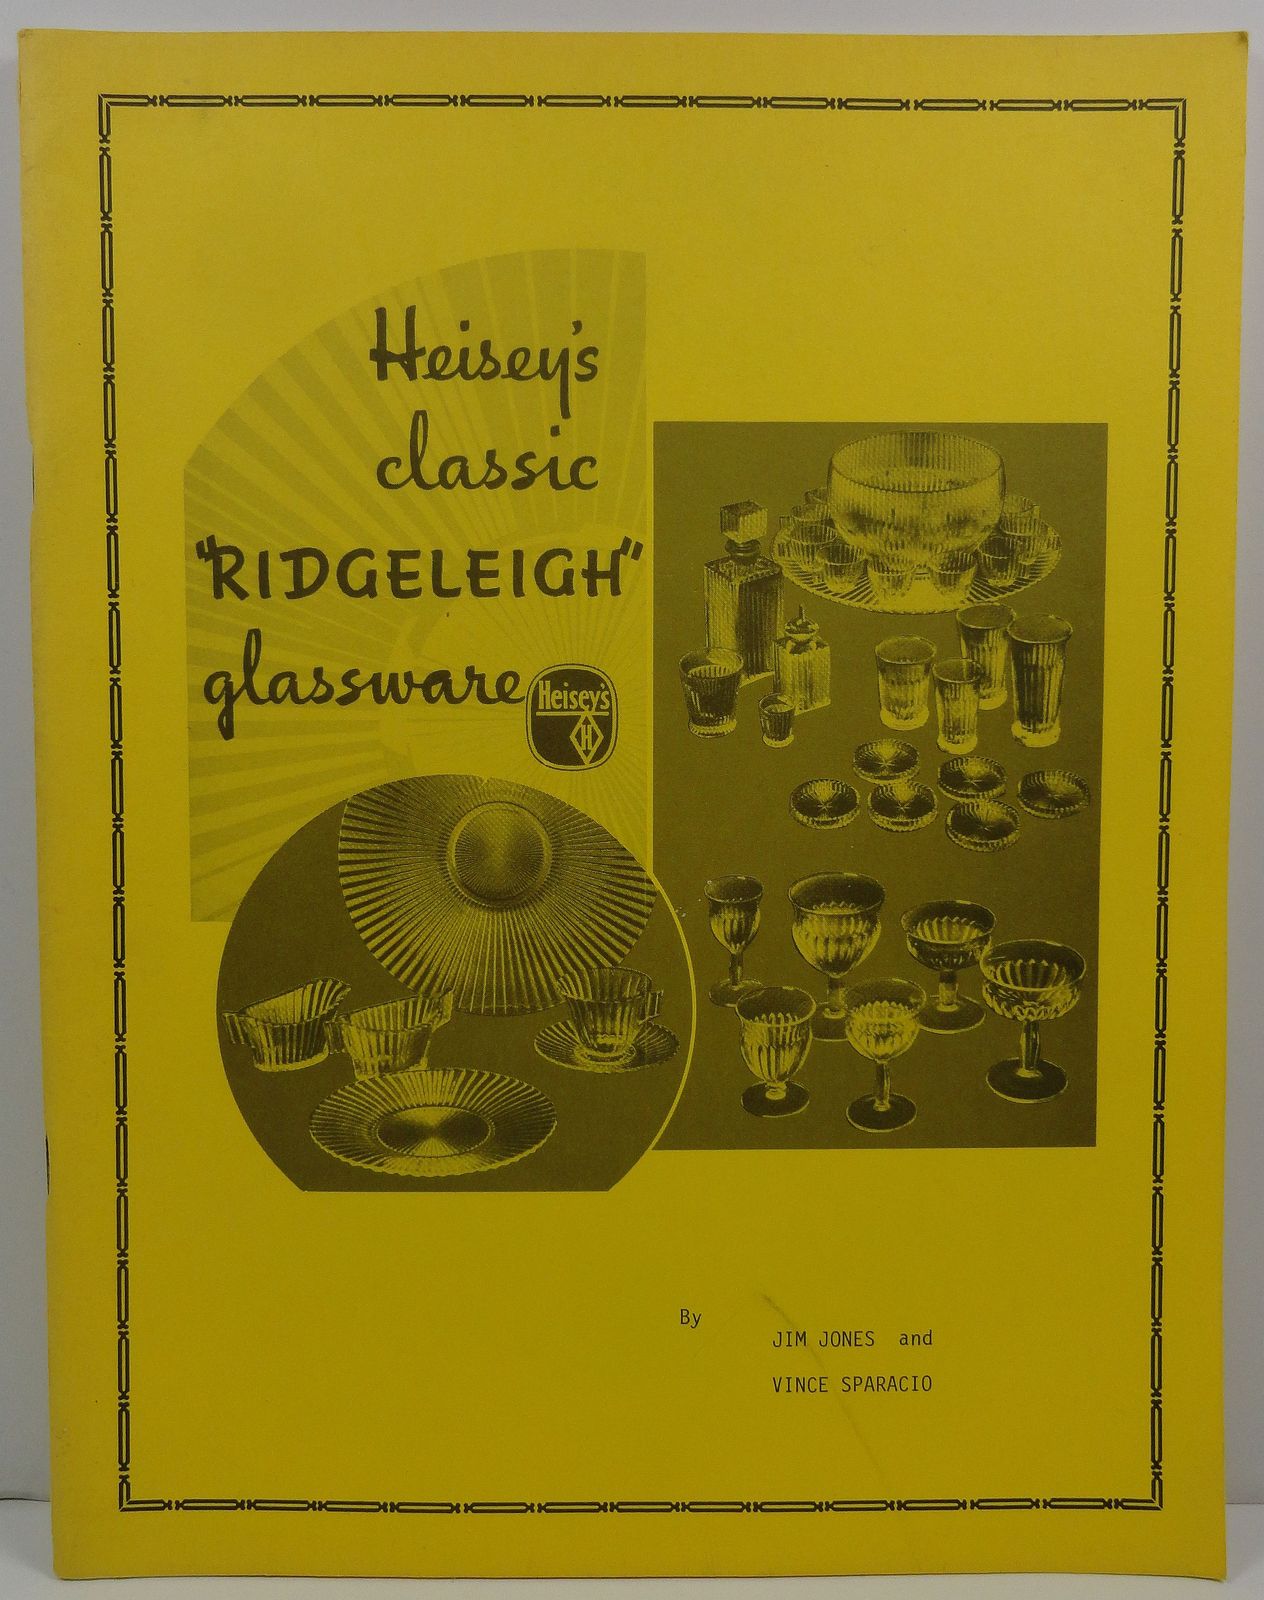 Heisey's
classic
"RIDGELEIGH"
glassware
Heisey's
H
By
JIM JONES and
VINCE SPARACIO